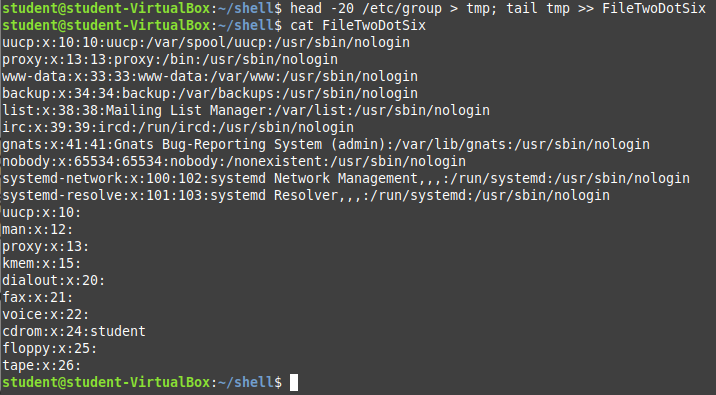 student@student-VirtualBox:~/shell$ head -20 /etc/group > tmp; tail tmp >> FileTwoDotSix
student@student-VirtualBox:~/shell$ cat FileTwoDotSix
uucp:x:10:10:uucp:/var/spool/uucp:/usr/sbin/nologin
proxy:x:13:13:proxy:/bin:/usr/sbin/nologin
www-data:x:33:33:www-data:/var/www:/usr/sbin/nologin
backup:x:34:34:backup:/var/backups:/usr/sbin/nologin
list:x:38:38:Mailing List Manager:/var/list:/usr/sbin/nologin
irc:x:39:39:ircd:/run/ircd:/usr/sbin/nologin
gnats:x:41:41:Gnats Bug-Reporting System (admin):/var/lib/gnats:/usr/sbin/nologin
nobody:x:65534:65534:nobody:/nonexistent:/usr/sbin/nologin
systemd-network:x:100:102:systemd Network Management,,,:/run/systemd:/usr/sbin/nologin
systemd-resolve:x:101:103:systemd Resolver,,,:/run/systemd:/usr/sbin/nologin
uucp:x:10:
man:x:12:
proxy:x:13:
kmem:x:15:
dialout:x:20:
fax:x:21:
voice:x:22:
cdrom:x:24:student
floppy:x:25:
tape:x:26:
student@student-VirtualBox:~/shell$